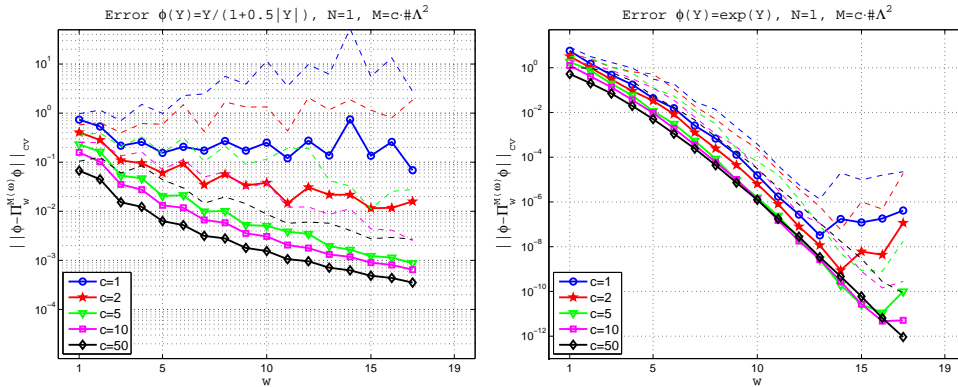 Error ϕ(Y)=Y/(1+0.5|Y|), N=1, M=c·#Λ²
||ϕ-Π_w^{M(ω)}ϕ||_{cv}
10¹
10⁰
10⁻¹
10⁻²
10⁻³
10⁻⁴
c=1
c=2
c=5
c=10
c=50
1 5 10 15 19
w
Error ϕ(Y)=exp(Y), N=1, M=c·#Λ²
||ϕ-Π_w^{M(ω)}ϕ||_{cv}
10⁰
10⁻²
10⁻⁴
10⁻⁶
10⁻⁸
10⁻¹⁰
10⁻¹²
c=1
c=2
c=5
c=10
c=50
1 5 10 15 19
w